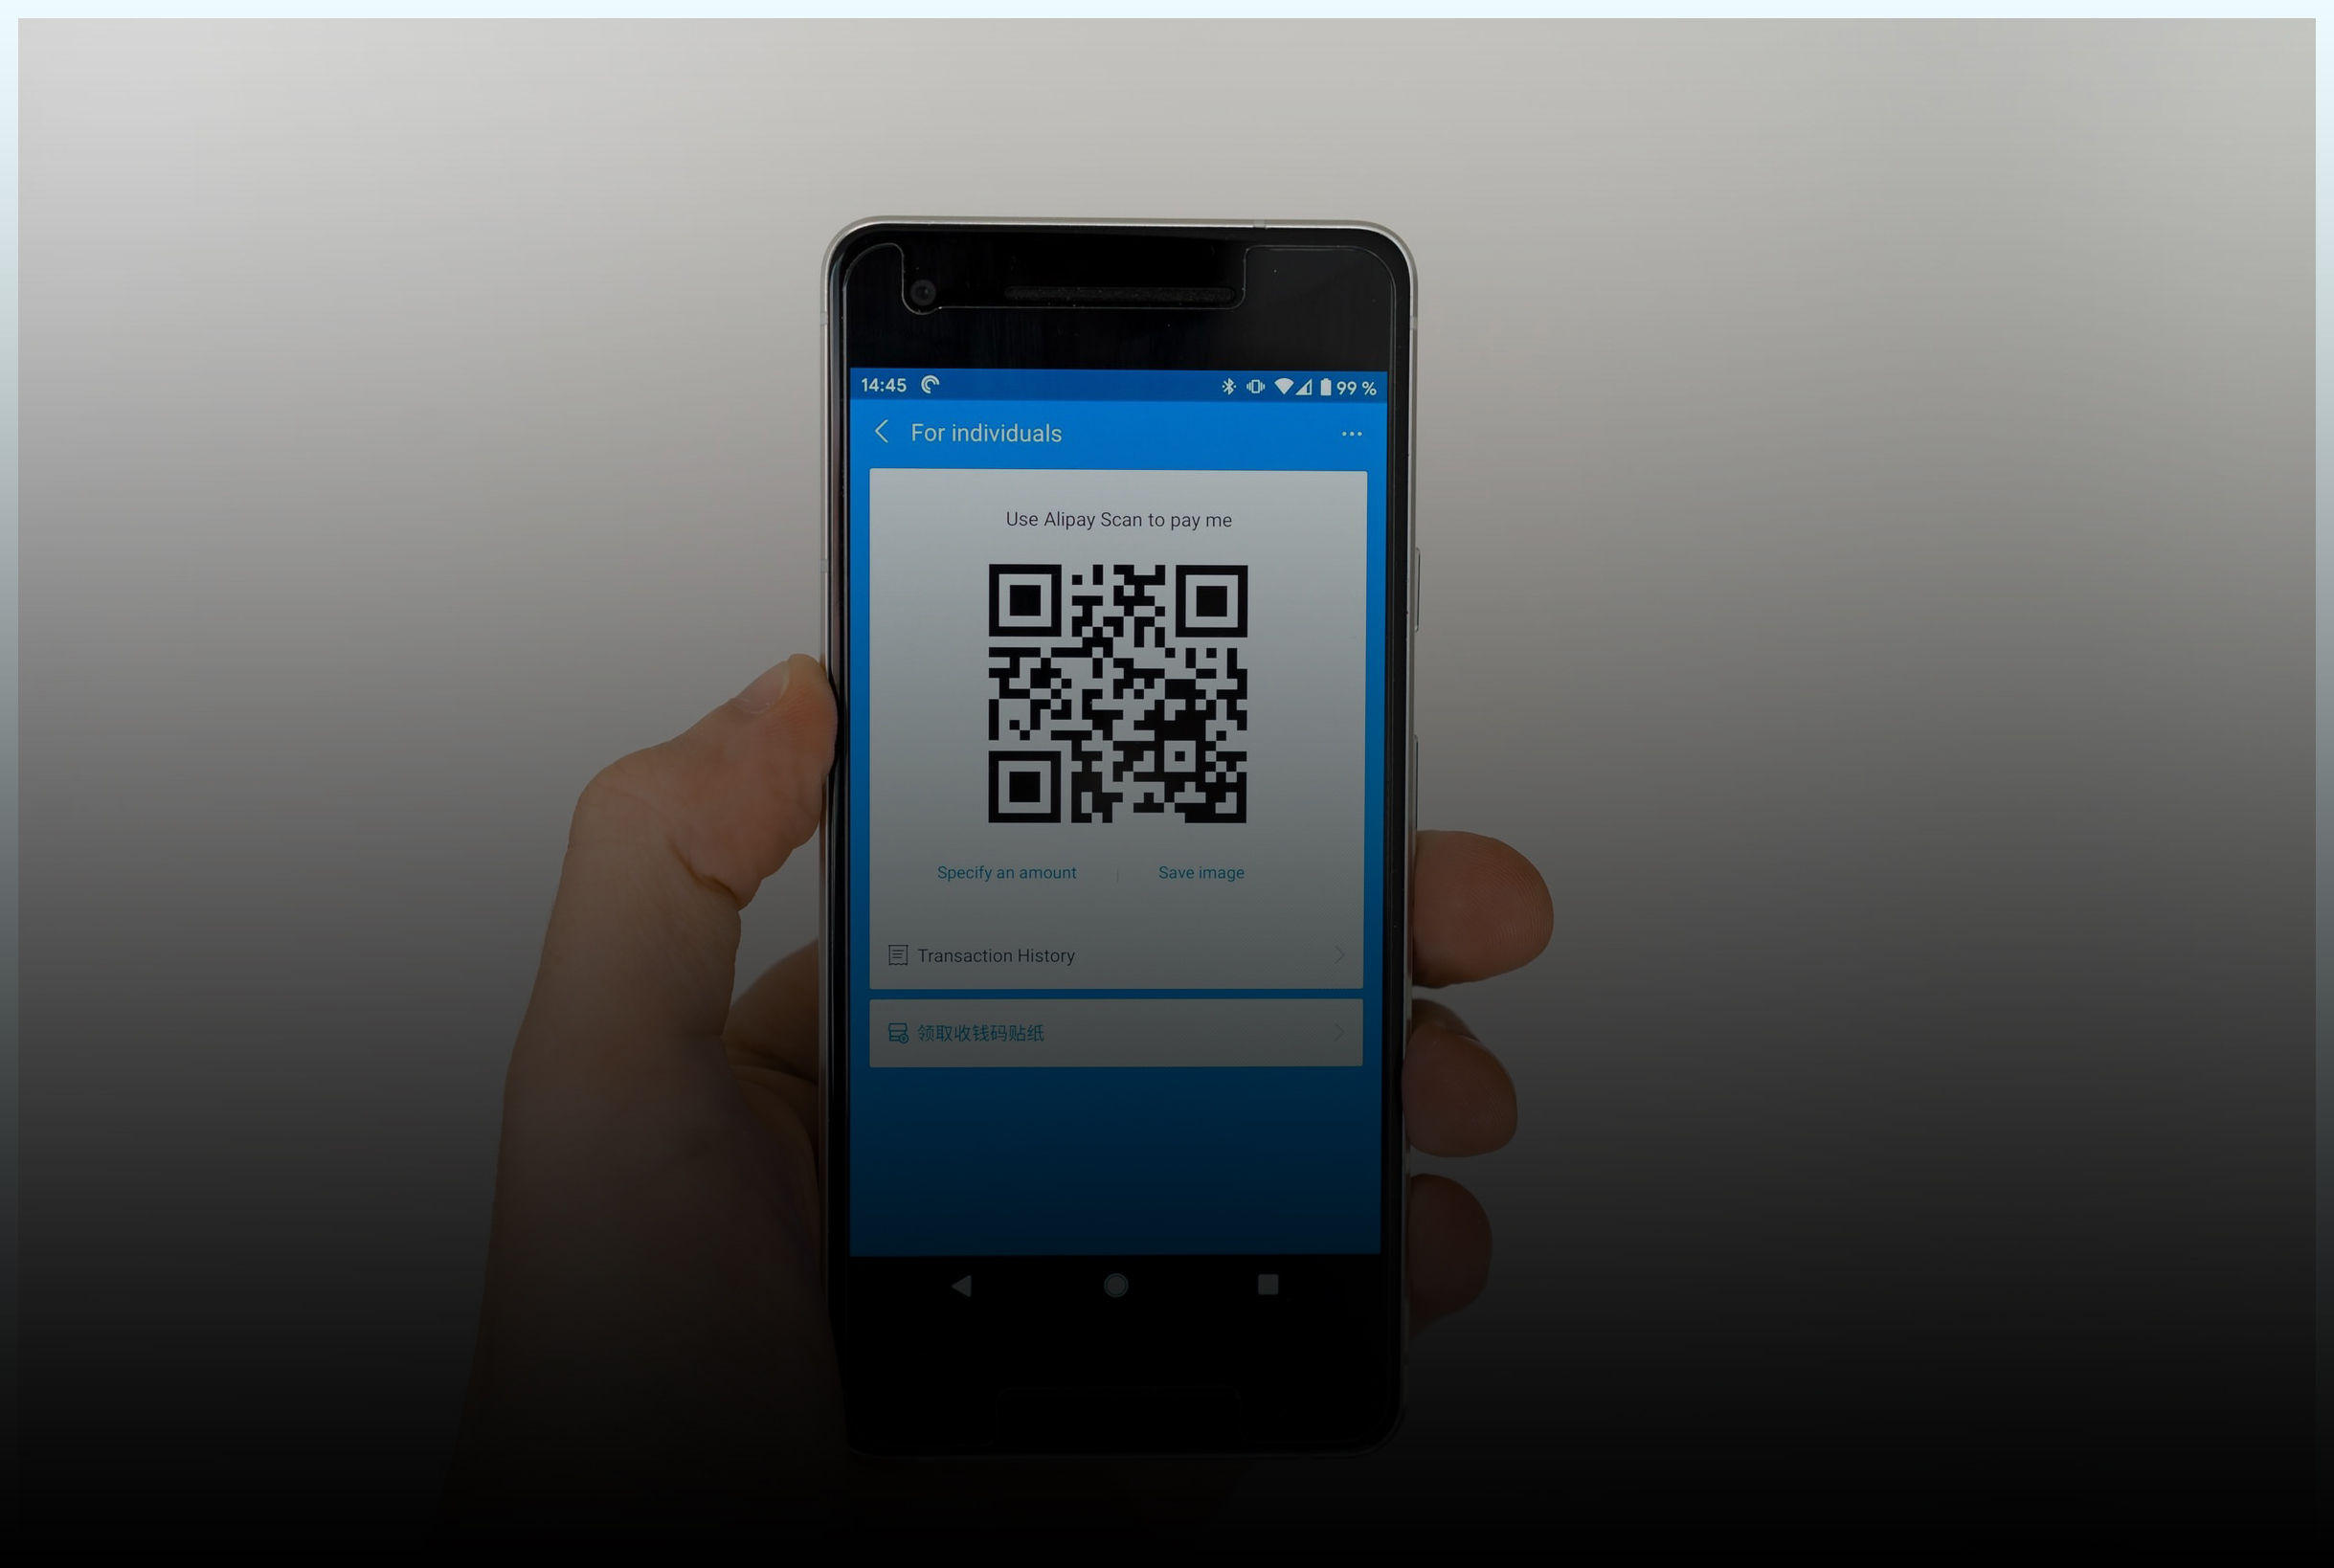 14:45 99 %
For individuals
Use Alipay Scan to pay me
Specify an amount | Save image
Transaction History
领取收钱码贴纸